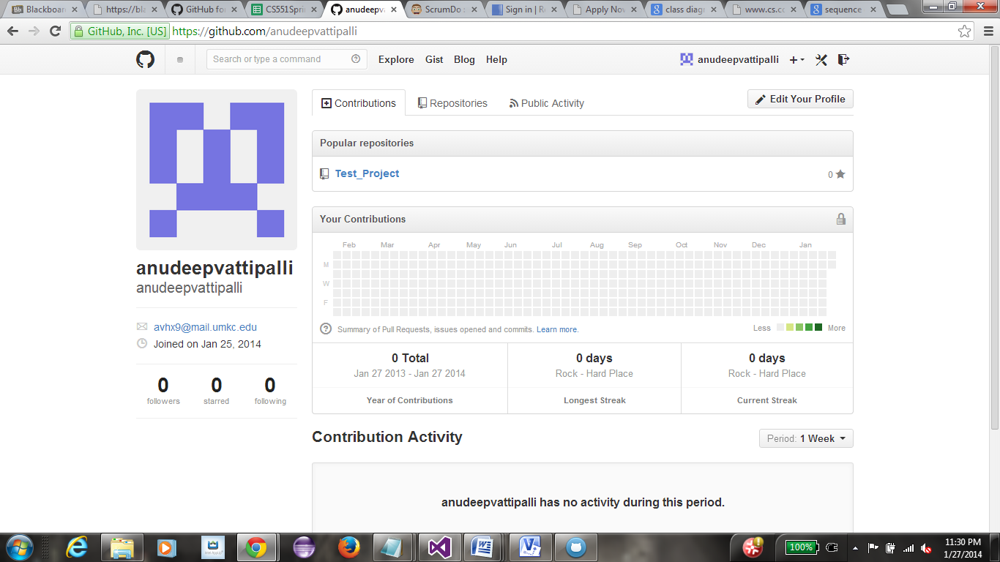 Blackboard
https://bla
GitHub fo
CS551Spri
anudeepv
ScrumDo
Sign in | R
Apply Now
class diagr
www.cs.cc
sequence
GitHub, Inc. [US] https://github.com/anudeepvattipalli
Search or type a command
Explore Gist Blog Help
anudeepvattipalli
Contributions Repositories Public Activity
Edit Your Profile
Popular repositories
Test_Project
0
Your Contributions
Feb Mar Apr May Jun Jul Aug Sep Oct Nov Dec Jan
M
W
F
? Summary of Pull Requests, issues opened and commits. Learn more.
Less More
0 Total
Jan 27 2013 - Jan 27 2014
Year of Contributions
0 days
Rock - Hard Place
Longest Streak
0 days
Rock - Hard Place
Current Streak
anudeepvattipalli
anudeepvattipalli
avhx9@mail.umkc.edu
Joined on Jan 25, 2014
0 followers
0 starred
0 following
Contribution Activity
Period: 1 Week
anudeepvattipalli has no activity during this period.
100%
11:30 PM
1/27/2014